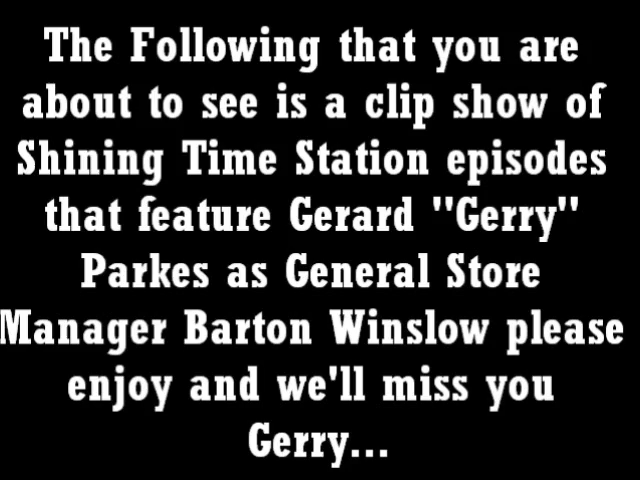 The Following that you are
about to see is a clip show of
Shining Time Station episodes
that feature Gerard "Gerry"
Parkes as General Store
Manager Barton Winslow please
enjoy and we'll miss you
Gerry...